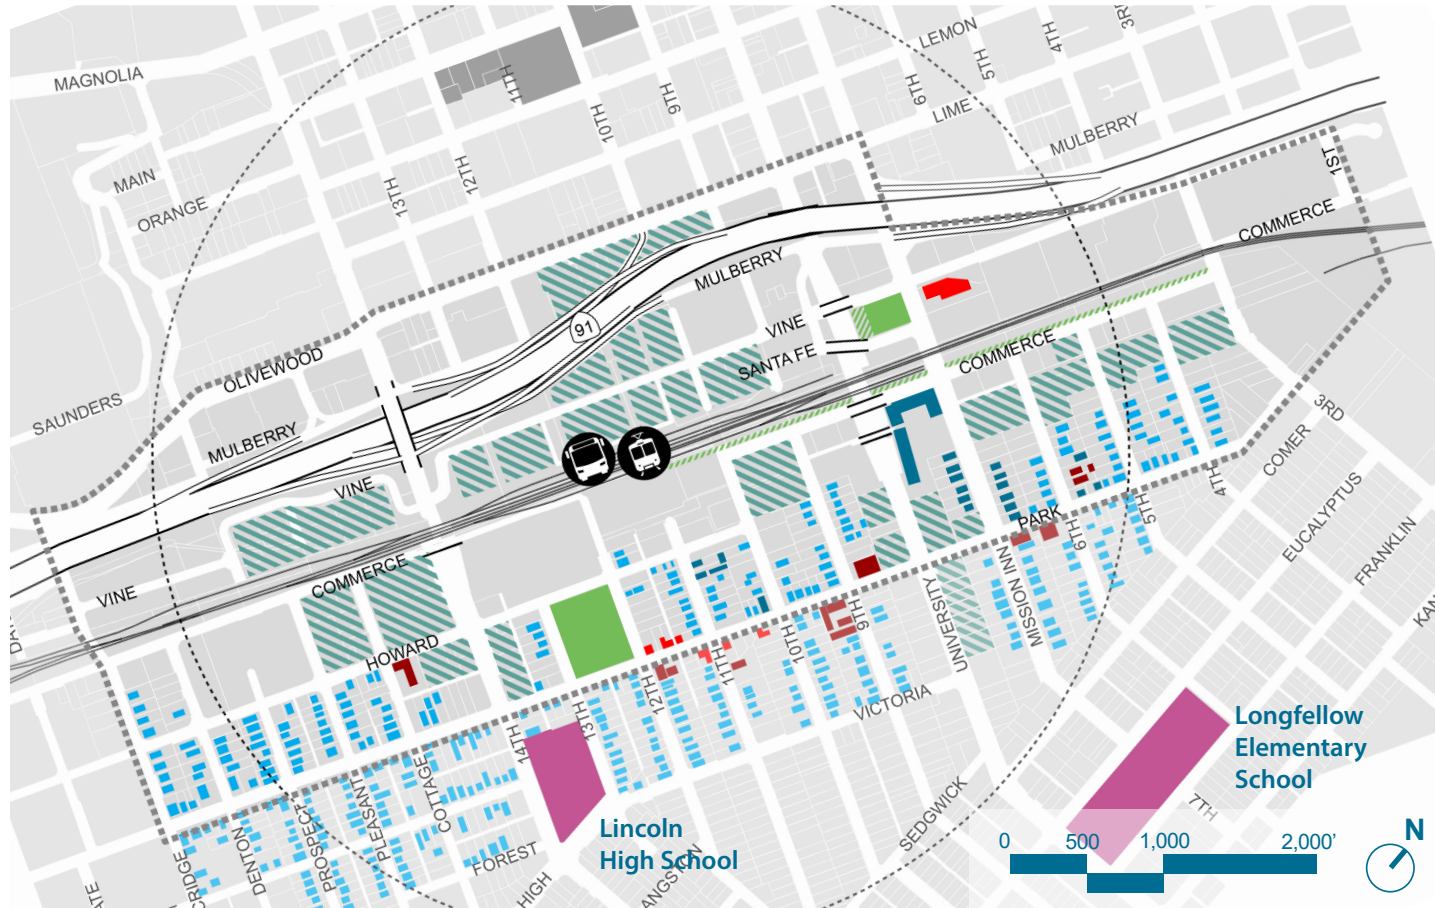 LEMON
4TH
5TH
MAGNOLIA
11TH
9TH
6TH
LIME
10TH
MULBERRY
12TH
1ST
MAIN
13TH
ORANGE
COMMERCE
MULBERRY
91
VINE
COMMERCE
SANTA FE
OLIVEWOOD
SAUNDERS
3RD
MULBERRY
COMER
4TH
VINE
EUCALYPTUS
5TH
PARK
6TH
FRANKLIN
COMMERCE
VINE
MISSION INN
UNIVERSITY
9TH
HOWARD
10TH
11TH
12TH
VICTORIA
13TH
14TH
Longfellow
Elementary
School
COTTAGE
PLEASANT
PROSPECT
DENTON
7TH
SEDGWICK
Lincoln
High School
FOREST
HIGH
0
500
1,000
2,000’
N